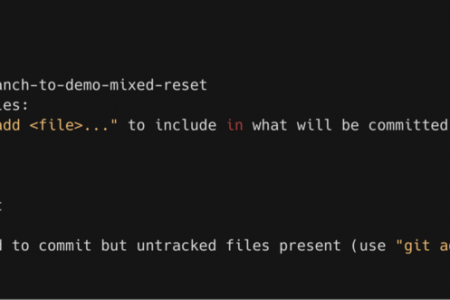 anch-to-demo-mixed-reset
les:
add <file>..." to include in what will be committed
t
d to commit but untracked files present (use "git a